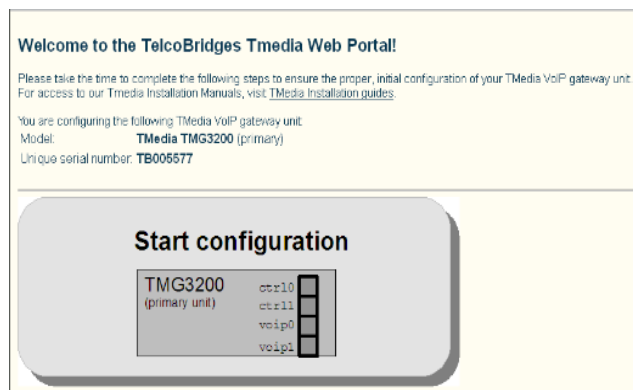 Welcome to the TelcoBridges Tmedia Web Portal!
Please take the time to complete the following steps to ensure the proper, initial configuration of your TMedia VoIP gateway unit.
For access to our Tmedia Installation Manuals, visit TMedia Installation guides.
You are configuring the following TMedia VoIP gateway unit:
Model: TMedia TMG3200 (primary)
Unique serial number: TB005577
Start configuration
TMG3200
(primary unit)
ctrl0
ctrl1
voip0
voip1